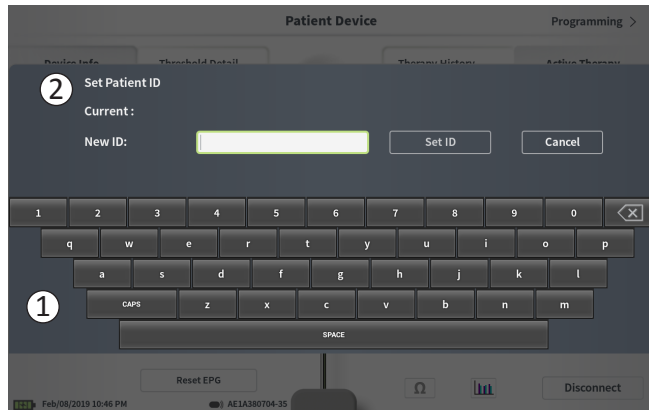 Patient Device
Programming >
Device Info Threshold Detail Therapy History Active Therapy
2 Set Patient ID
Current :
New ID: Set ID Cancel
1 2 3 4 5 6 7 8 9 0
q w e r t y u i o p
a s d f g h j k l
1 CAPS z x c v b n m
SPACE
Reset EPG Ω Disconnect
Feb/08/2019 10:46 PM AE1A380704-35